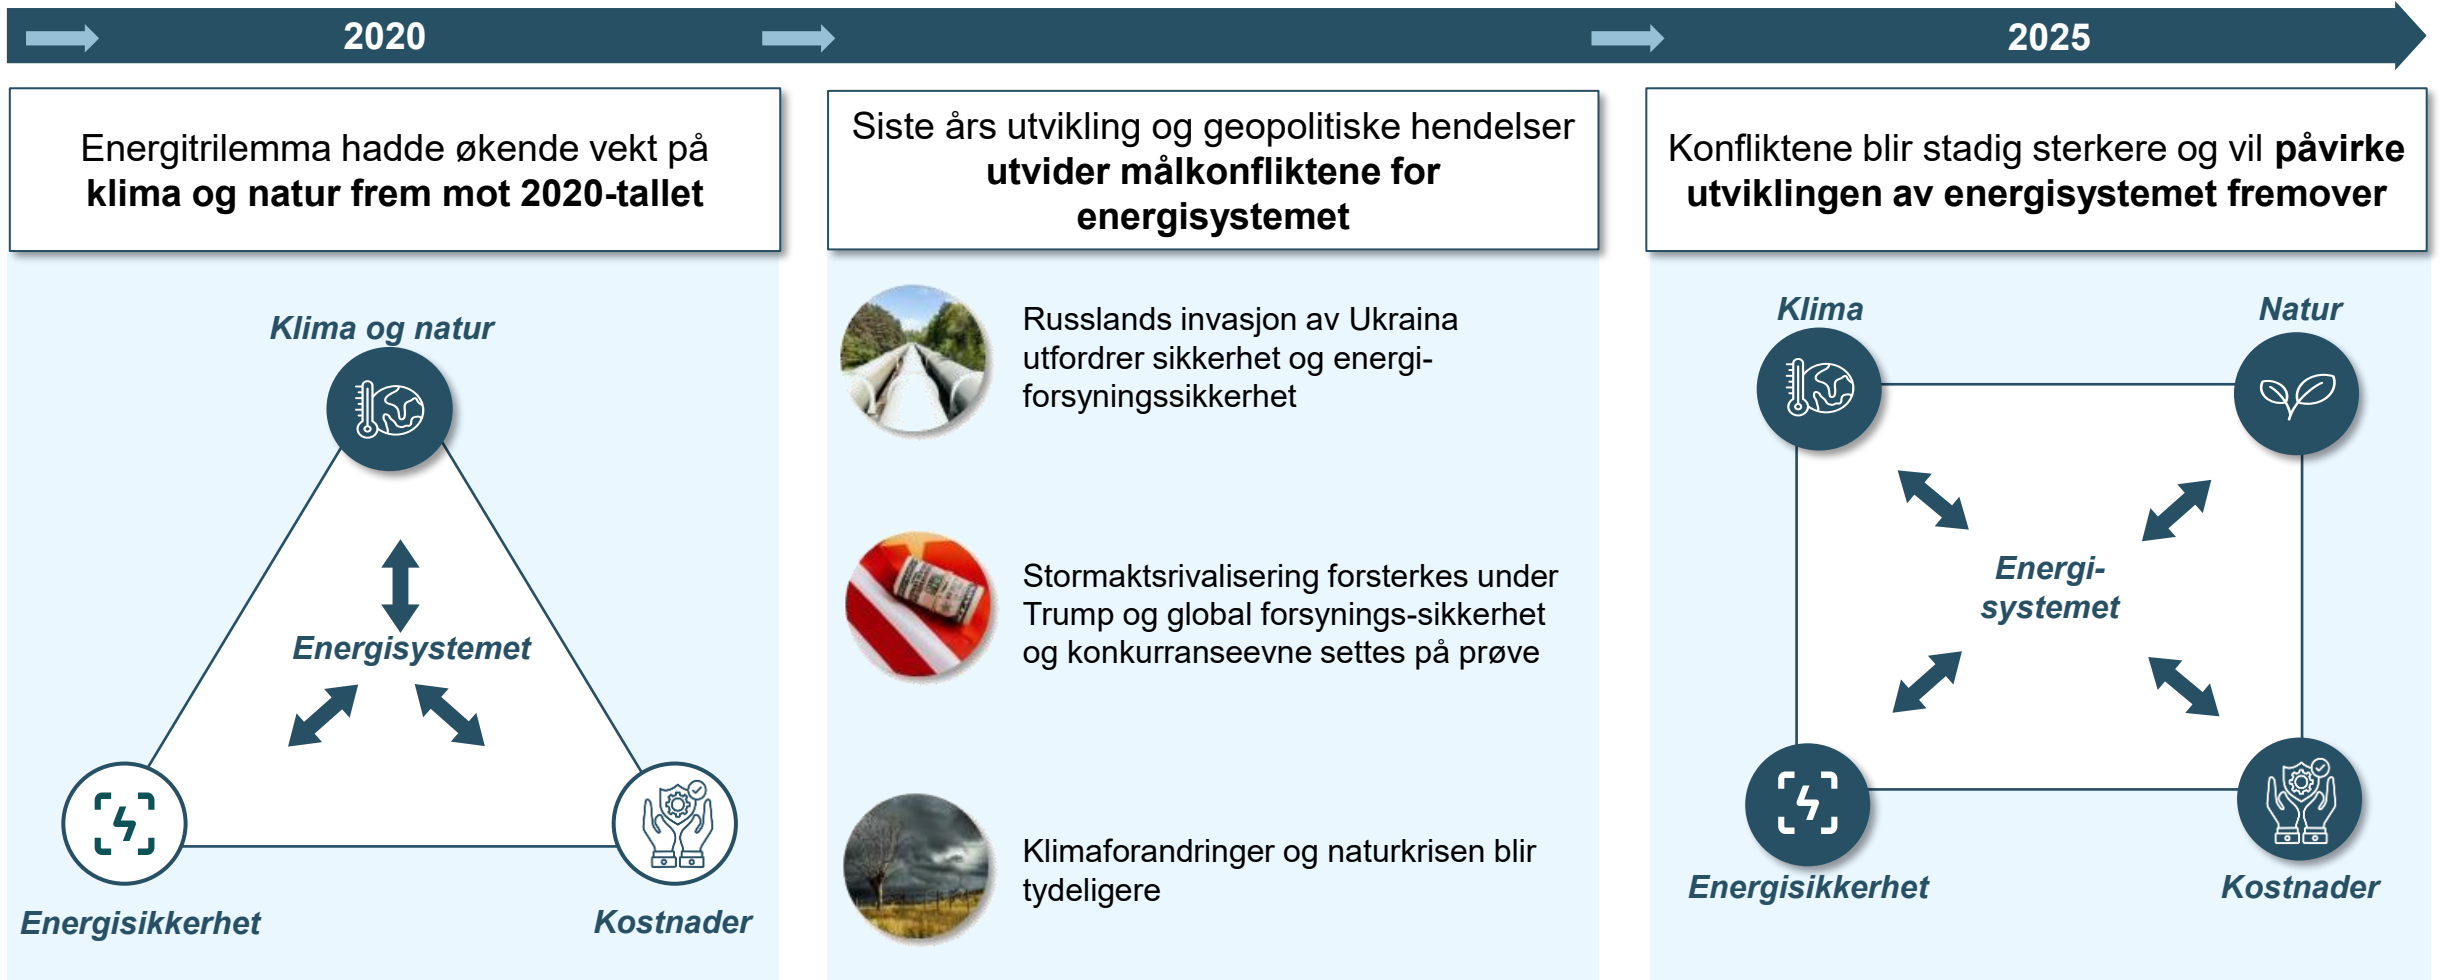 2020
2025
Energitrilemma hadde økende vekt på
klima og natur frem mot 2020-tallet
Klima og natur
Energisystemet
Energisikkerhet
Kostnader
Siste års utvikling og geopolitiske hendelser
utvider målkonfliktene for
energisystemet
Russlands invasjon av Ukraina
utfordrer sikkerhet og energi-
forsyningssikkerhet
Stormaktsrivalisering forsterkes under
Trump og global forsynings-sikkerhet
og konkurranseevne settes på prøve
Klimaforandringer og naturkrisen blir
tydeligere
Konfliktene blir stadig sterkere og vil påvirke
utviklingen av energisystemet fremover
Klima
Natur
Energi-
systemet
Energisikkerhet
Kostnader